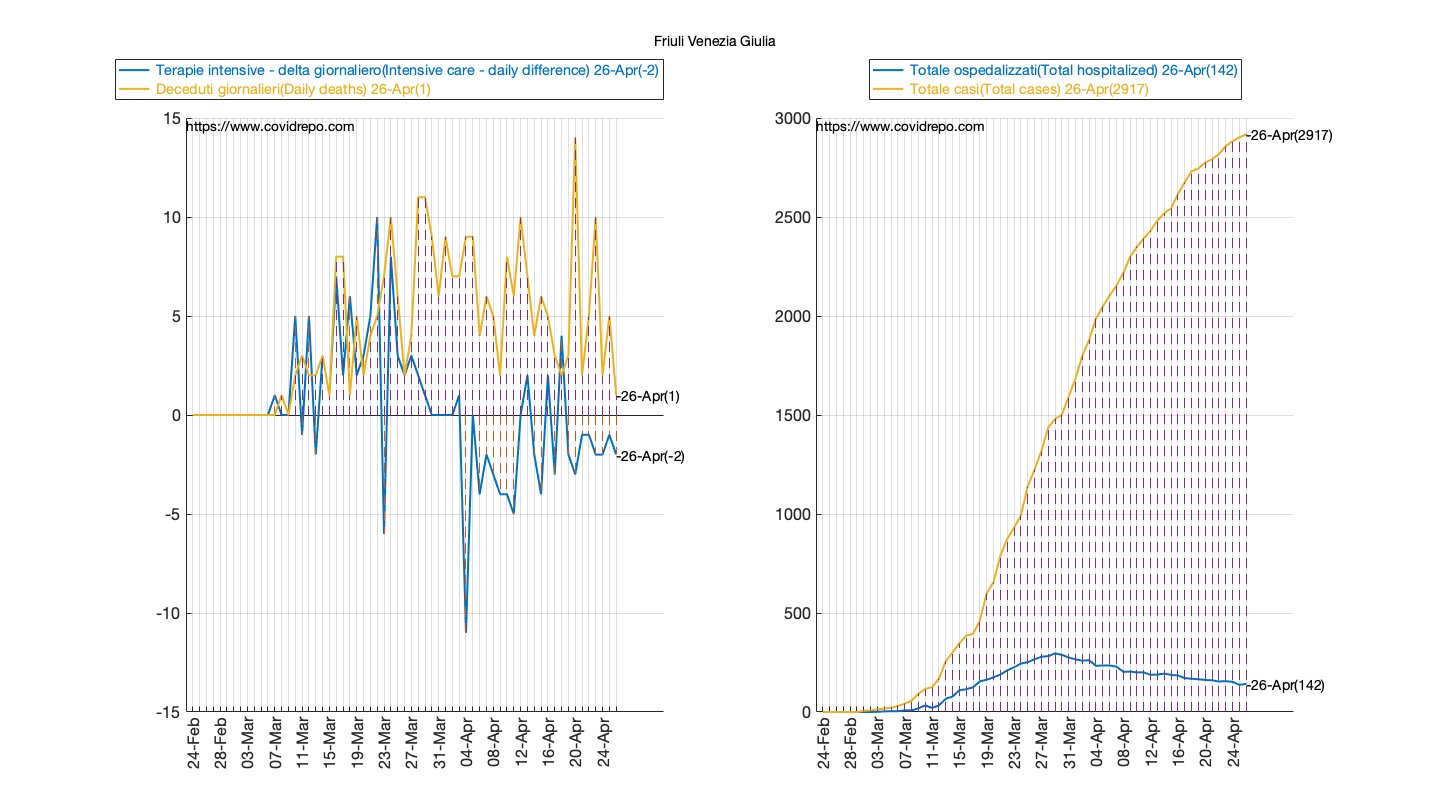 Friuli Venezia Giulia
Terapie intensive - delta giornaliero(Intensive care - daily difference) 26-Apr(-2)
Deceduti giornalieri(Daily deaths) 26-Apr(1)
https://www.covidrepo.com
15
10
5
0
-5
-10
-15
-26-Apr(1)
-26-Apr(-2)
24-Feb
28-Feb
03-Mar
07-Mar
11-Mar
15-Mar
19-Mar
23-Mar
27-Mar
31-Mar
04-Apr
08-Apr
12-Apr
16-Apr
20-Apr
24-Apr
Totale ospedalizzati(Total hospitalized) 26-Apr(142)
Totale casi(Total cases) 26-Apr(2917)
https://www.covidrepo.com
3000
2500
2000
1500
1000
500
0
-26-Apr(2917)
-26-Apr(142)
24-Feb
28-Feb
03-Mar
07-Mar
11-Mar
15-Mar
19-Mar
23-Mar
27-Mar
31-Mar
04-Apr
08-Apr
12-Apr
16-Apr
20-Apr
24-Apr